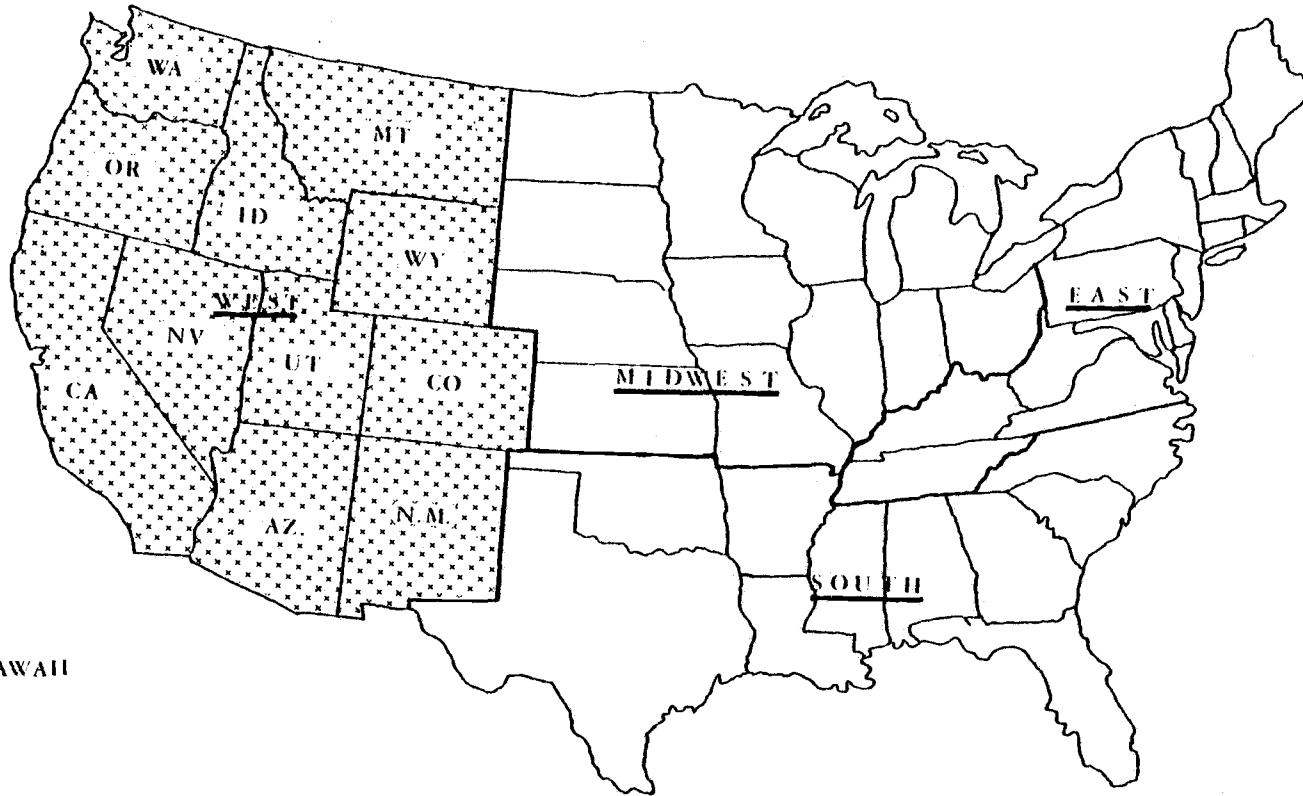 WA
MT
OR
ID
WY
WEST
EAST
NV
UT
CO
MIDWEST
CA
AZ.
N.M.
SOUTH
AWAII